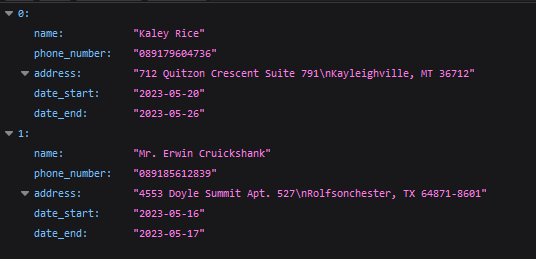 0:
name: "Kaley Rice"
phone_number: "089179604736"
address: "712 Quitzon Crescent Suite 791\nKayleighville, MT 36712"
date_start: "2023-05-20"
date_end: "2023-05-26"
1:
name: "Mr. Erwin Cruickshank"
phone_number: "089185612839"
address: "4553 Doyle Summit Apt. 527\nRolfsonchester, TX 64871-8601"
date_start: "2023-05-16"
date_end: "2023-05-17"